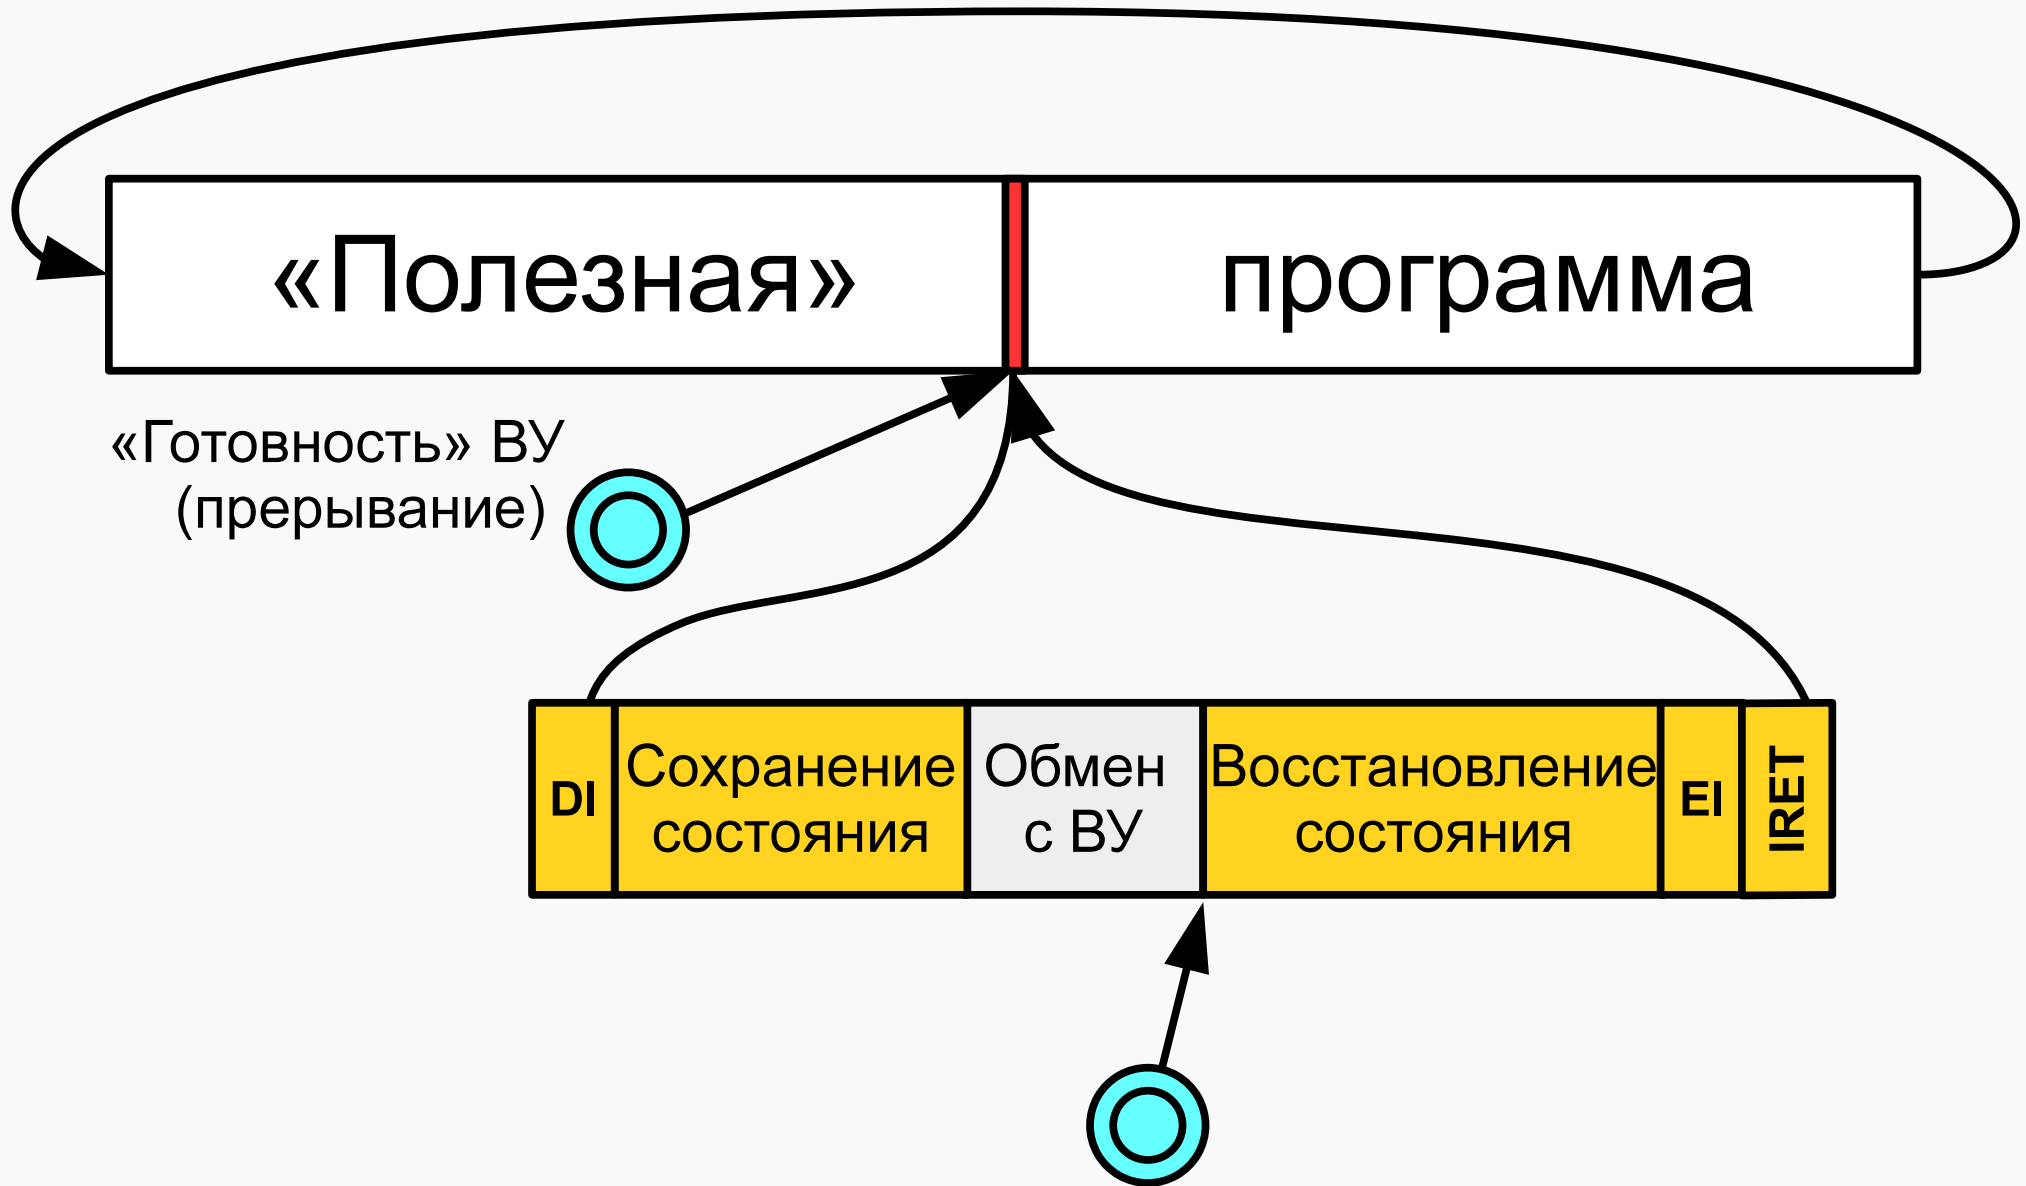 «Полезная» программа
«Готовность» ВУ
(прерывание)
DI
Сохранение
состояния
Обмен
с ВУ
Восстановление
состояния
EI
IRET